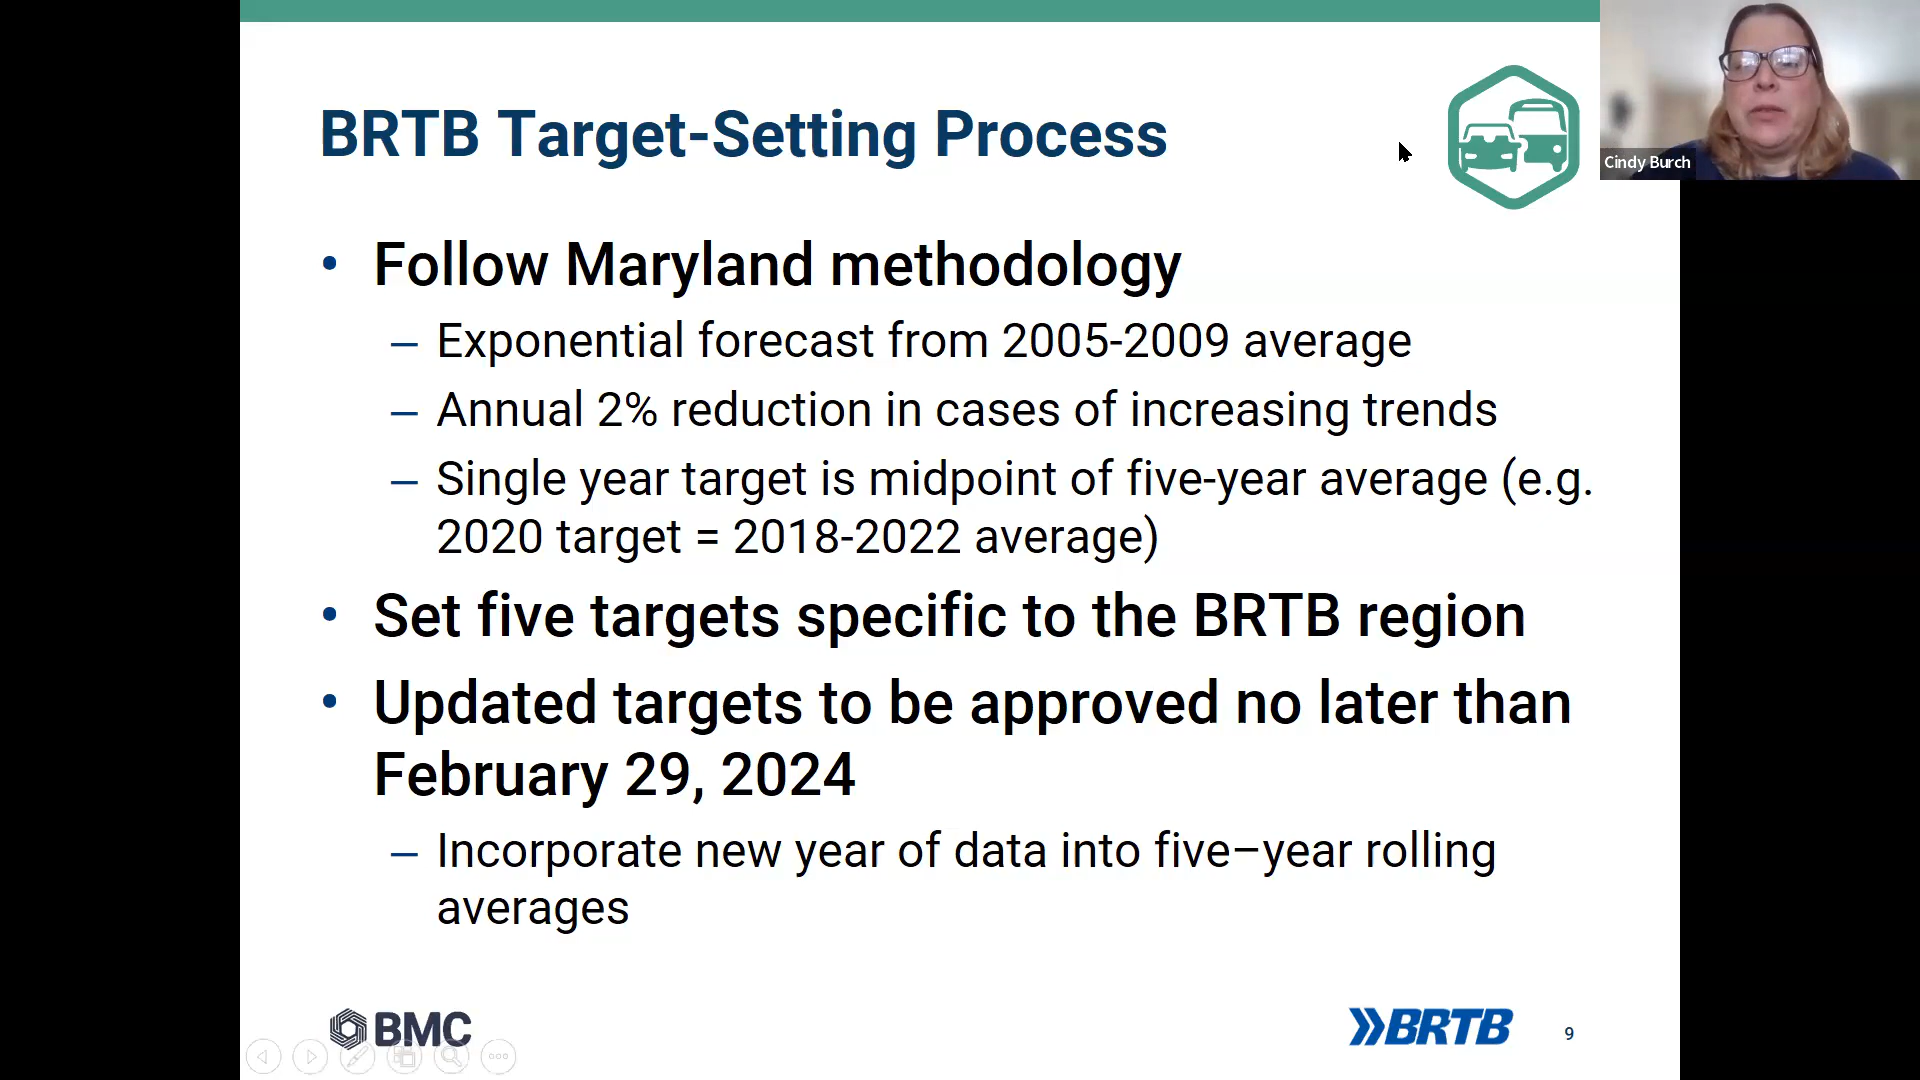 BRTB Target-Setting Process
Cindy Burch
• Follow Maryland methodology
– Exponential forecast from 2005-2009 average
– Annual 2% reduction in cases of increasing trends
– Single year target is midpoint of five-year average (e.g.
2020 target = 2018-2022 average)
• Set five targets specific to the BRTB region
• Updated targets to be approved no later than
February 29, 2024
– Incorporate new year of data into five–year rolling
averages
BMC
BRTB
9